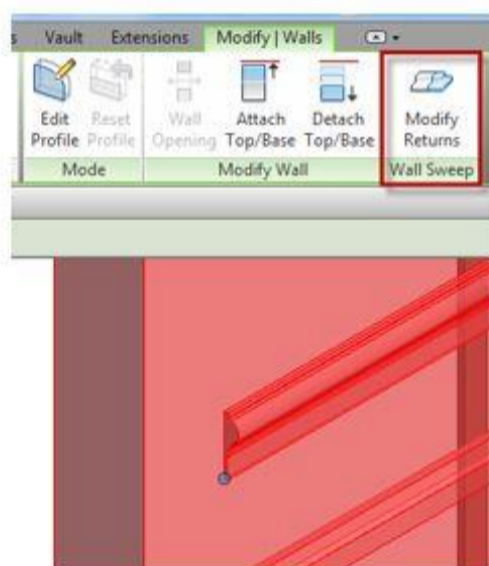 s Vault Extensions Modify | Walls
Edit Profile
Reset Profile
Wall Opening
Attach Top/Base
Detach Top/Base
Modify Returns
Mode
Modify Wall
Wall Sweep